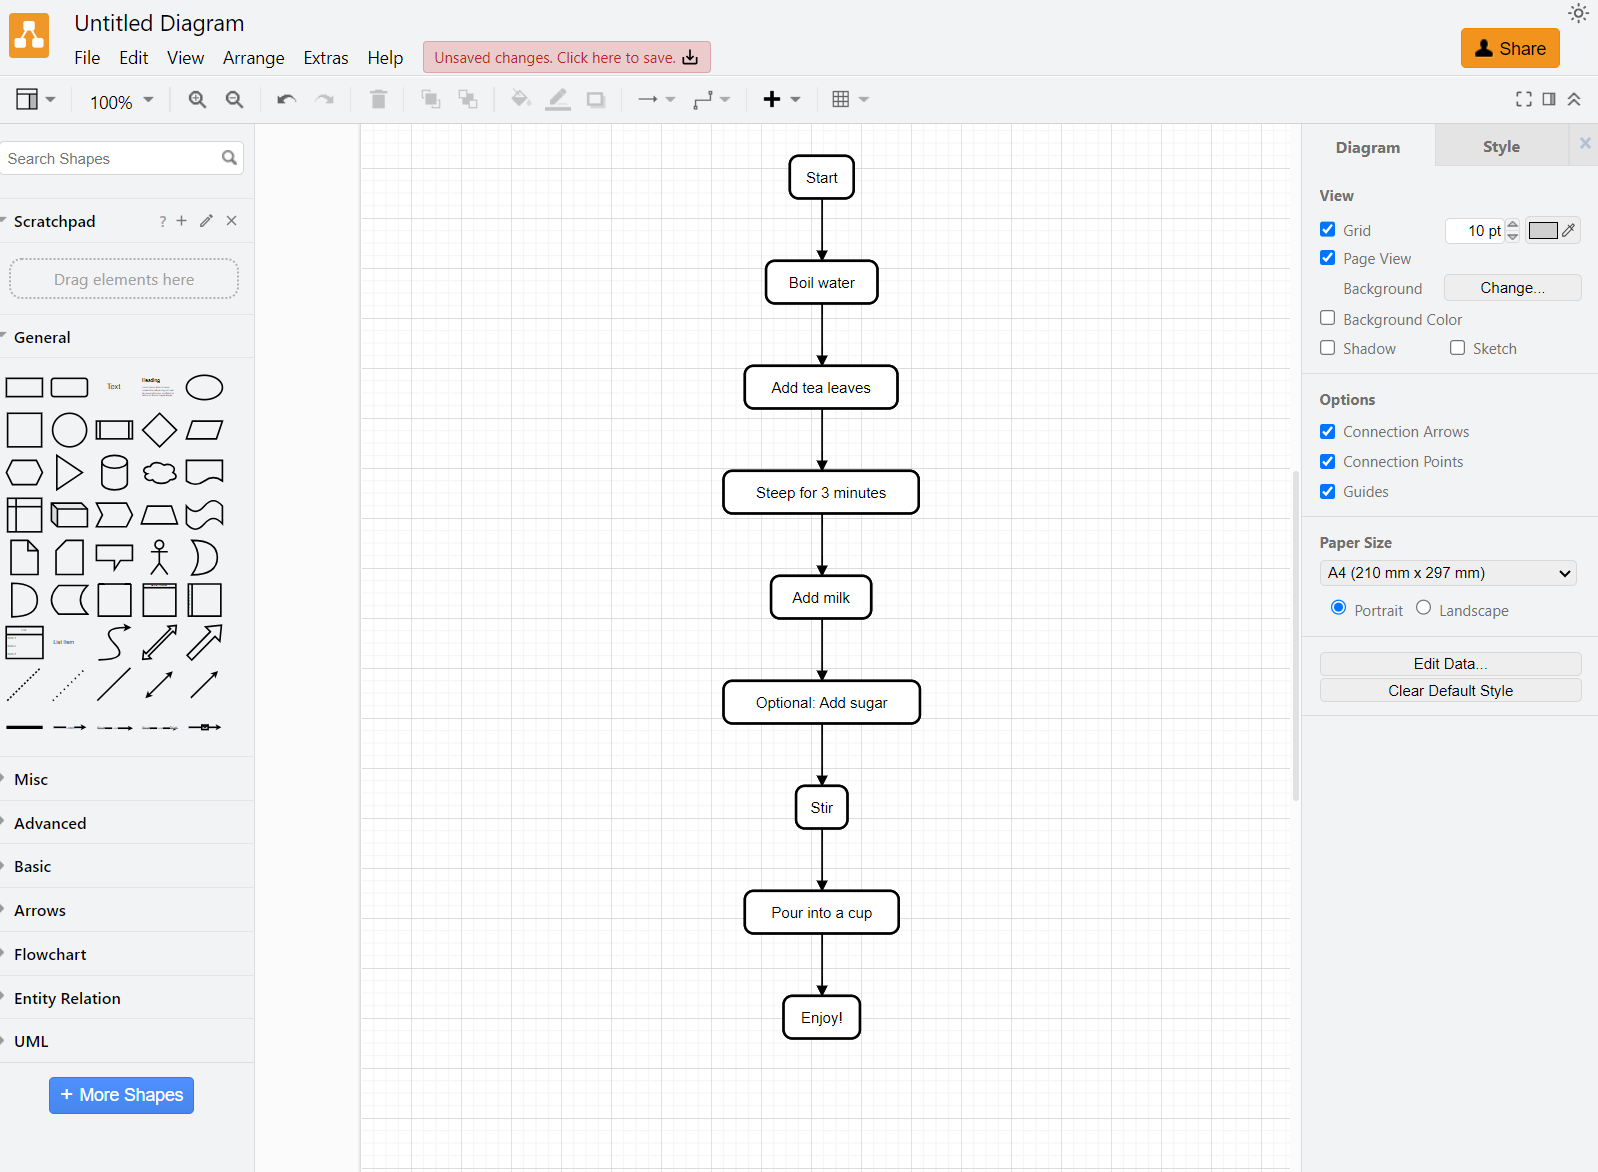 Untitled Diagram
File Edit View Arrange Extras Help
Unsaved changes. Click here to save.
Share
100%
Search Shapes
Scratchpad ?
Drag elements here
General
Text
Heading
List Item
Misc
Advanced
Basic
Arrows
Flowchart
Entity Relation
UML
+ More Shapes
Start
Boil water
Add tea leaves
Steep for 3 minutes
Add milk
Optional: Add sugar
Stir
Pour into a cup
Enjoy!
Diagram Style
View
Grid 10 pt
Page View
Background Change...
Background Color
Shadow Sketch
Options
Connection Arrows
Connection Points
Guides
Paper Size
A4 (210 mm x 297 mm)
Portrait Landscape
Edit Data...
Clear Default Style